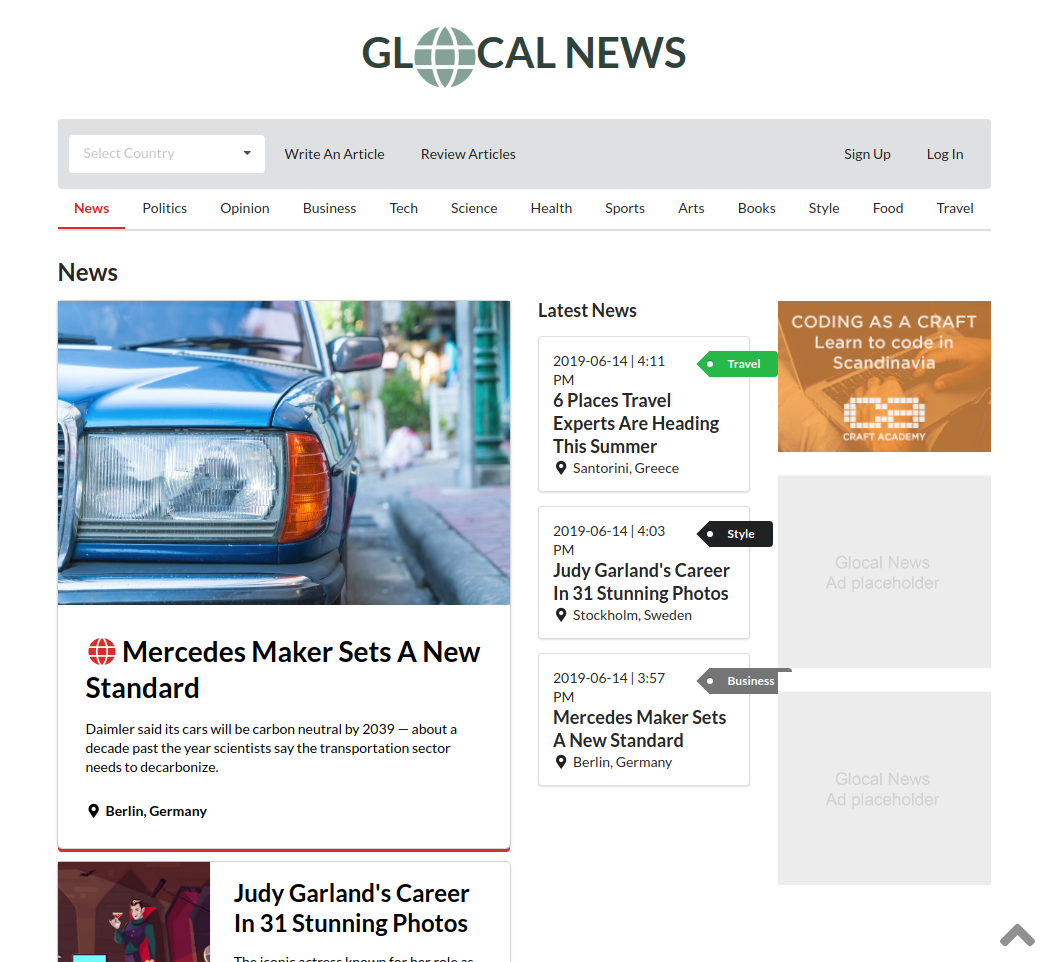 GL CAL NEWS
Select Country Write An Article Review Articles Sign Up Log In
News Politics Opinion Business Tech Science Health Sports Arts Books Style Food Travel
News
Mercedes Maker Sets A New
Standard
Daimler said its cars will be carbon neutral by 2039 — about a
decade past the year scientists say the transportation sector
needs to decarbonize.
Berlin, Germany
Judy Garland's Career
In 31 Stunning Photos
The iconic actress known for her role as
Latest News
2019-06-14 | 4:11
PM
Travel
6 Places Travel
Experts Are Heading
This Summer
Santorini, Greece
2019-06-14 | 4:03
PM
Style
Judy Garland's Career
In 31 Stunning Photos
Stockholm, Sweden
2019-06-14 | 3:57
PM
Business
Mercedes Maker Sets
A New Standard
Berlin, Germany
CODING AS A CRAFT
Learn to code in
Scandinavia
CA
CRAFT ACADEMY
Glocal News
Ad placeholder
Glocal News
Ad placeholder